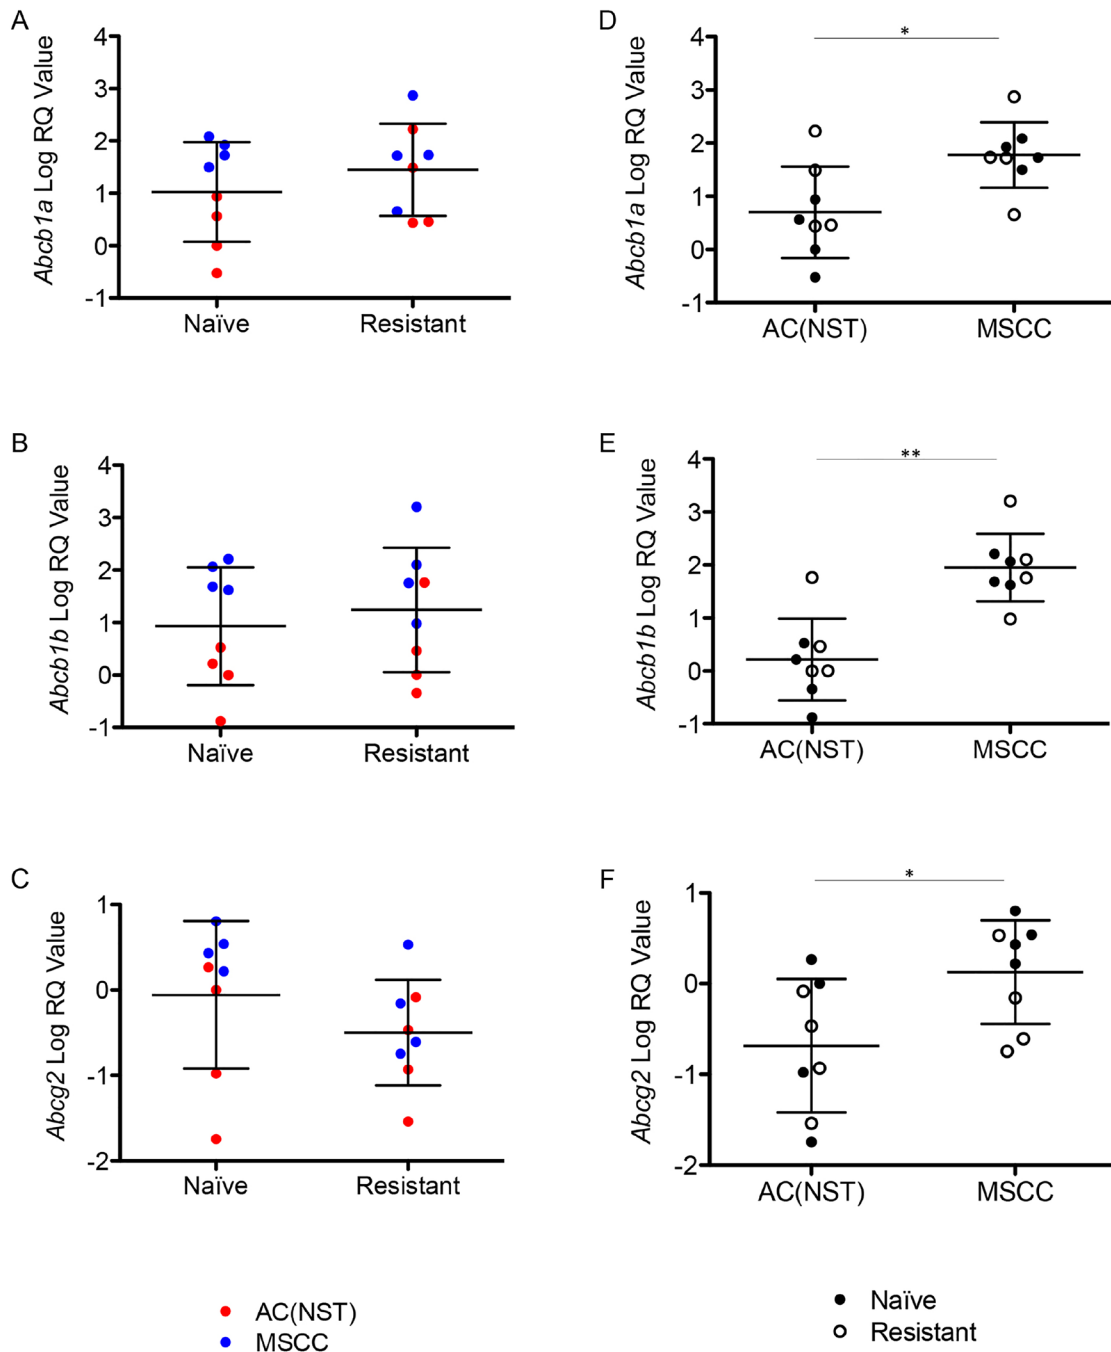 A
Abcb1a Log RQ Value
4
3
2
1
0
-1
Naïve
Resistant
D
*
Abcb1a Log RQ Value
4
3
2
1
0
-1
AC(NST)
MSCC
B
Abcb1b Log RQ Value
4
3
2
1
0
-1
Naïve
Resistant
E
**
Abcb1b Log RQ Value
4
3
2
1
0
-1
AC(NST)
MSCC
C
Abcg2 Log RQ Value
1
0
-1
-2
Naïve
Resistant
F
*
Abcg2 Log RQ Value
1
0
-1
-2
AC(NST)
MSCC
AC(NST)
MSCC
Naïve
Resistant